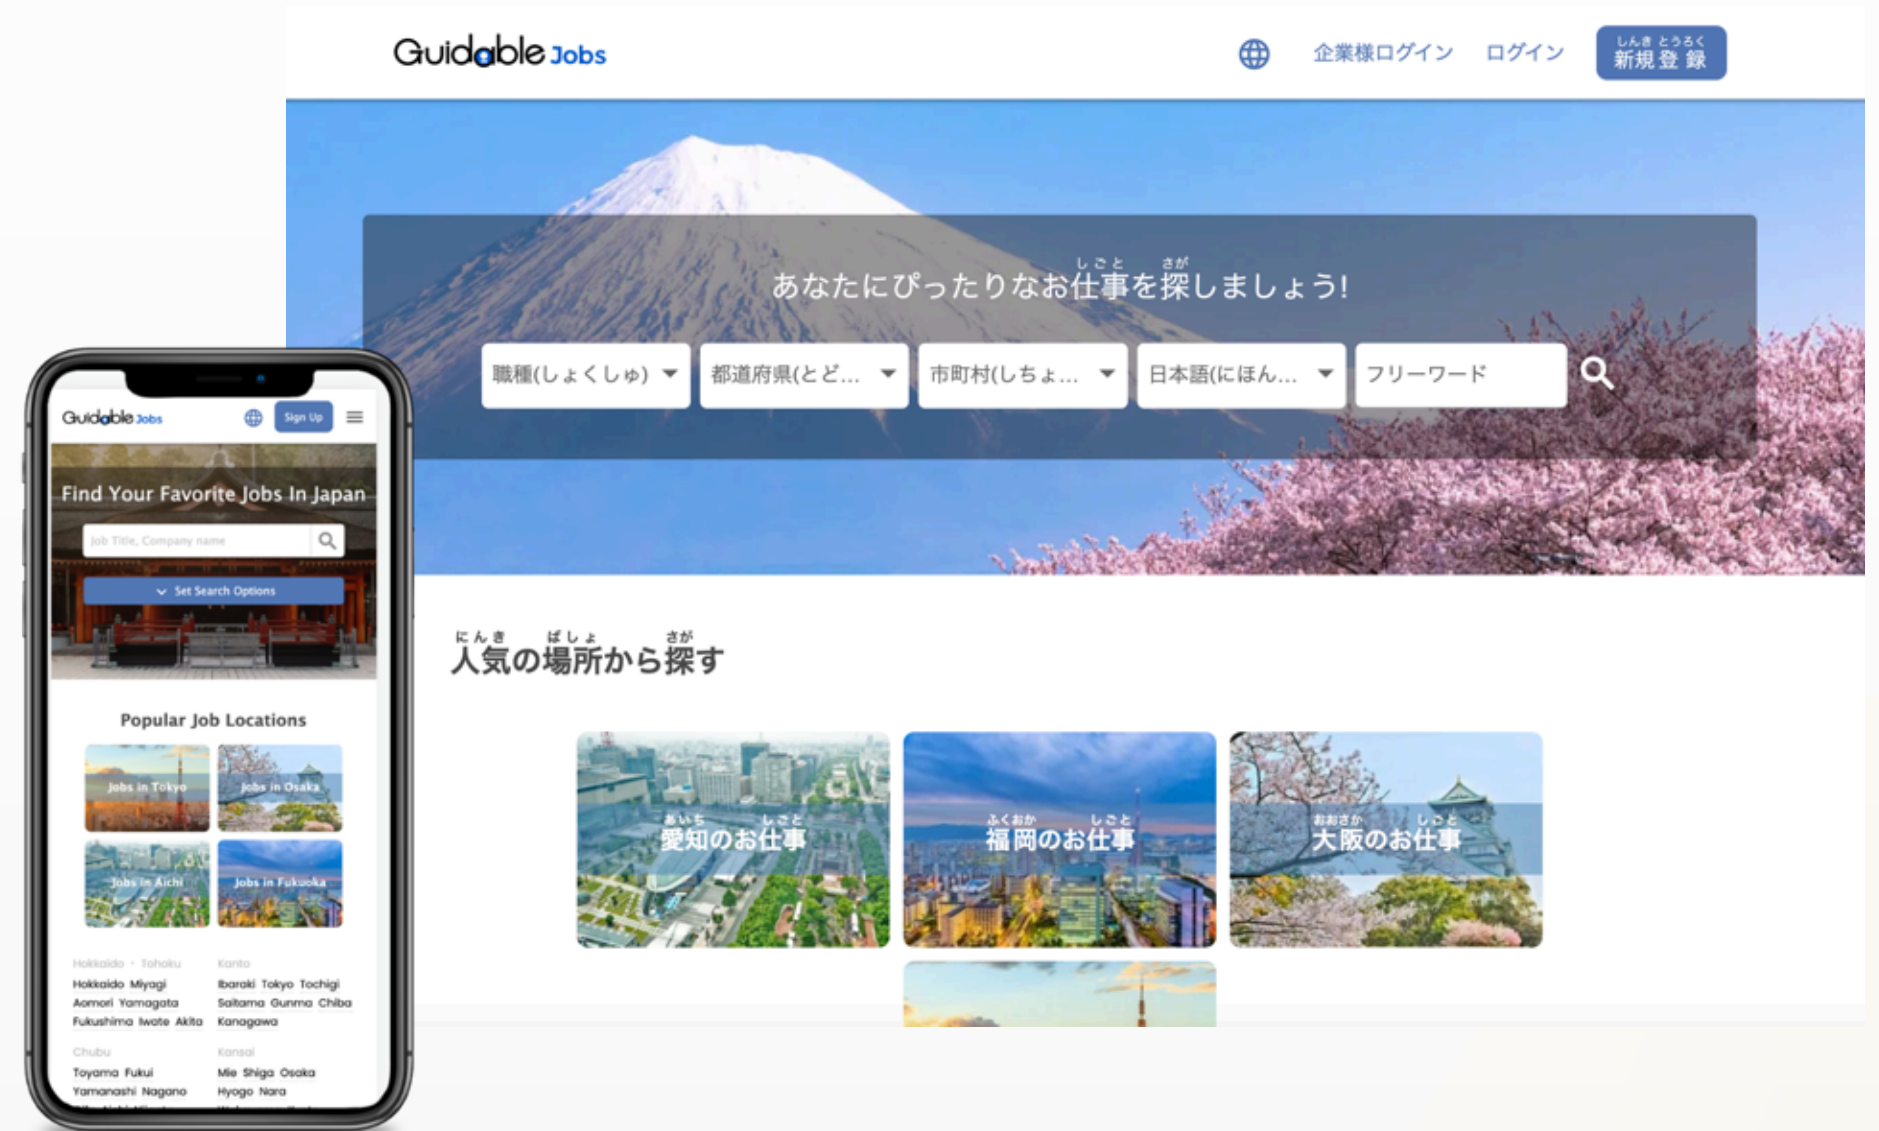 Guidable Jobs
企業様ログイン
ログイン
しんき とうろく
新規登録
しごと さが
あなたにぴったりなお仕事を探しましょう!
職種(しょくしゅ)
都道府県(とど...
市町村(しちょ...
日本語(にほん...
フリーワード
にんき ばしょ さが
人気の場所から探す
あいち しごと
愛知のお仕事
ふくおか しごと
福岡のお仕事
おおさか しごと
大阪のお仕事
Guidable Jobs
Sign Up
Find Your Favorite Jobs In Japan
Job Title, Company name
Set Search Options
Popular Job Locations
Jobs in Tokyo
Jobs in Osaka
Jobs in Aichi
Jobs in Fukuoka
Hokkaido・Tohoku
Hokkaido Miyagi
Aomori Yamagata
Fukushima Iwate Akita
Kanto
Ibaraki Tokyo Tochigi
Saitama Gunma Chiba
Kanagawa
Chubu
Toyama Fukui
Yamanashi Nagano
Kansai
Mie Shiga Osaka
Hyogo Nara